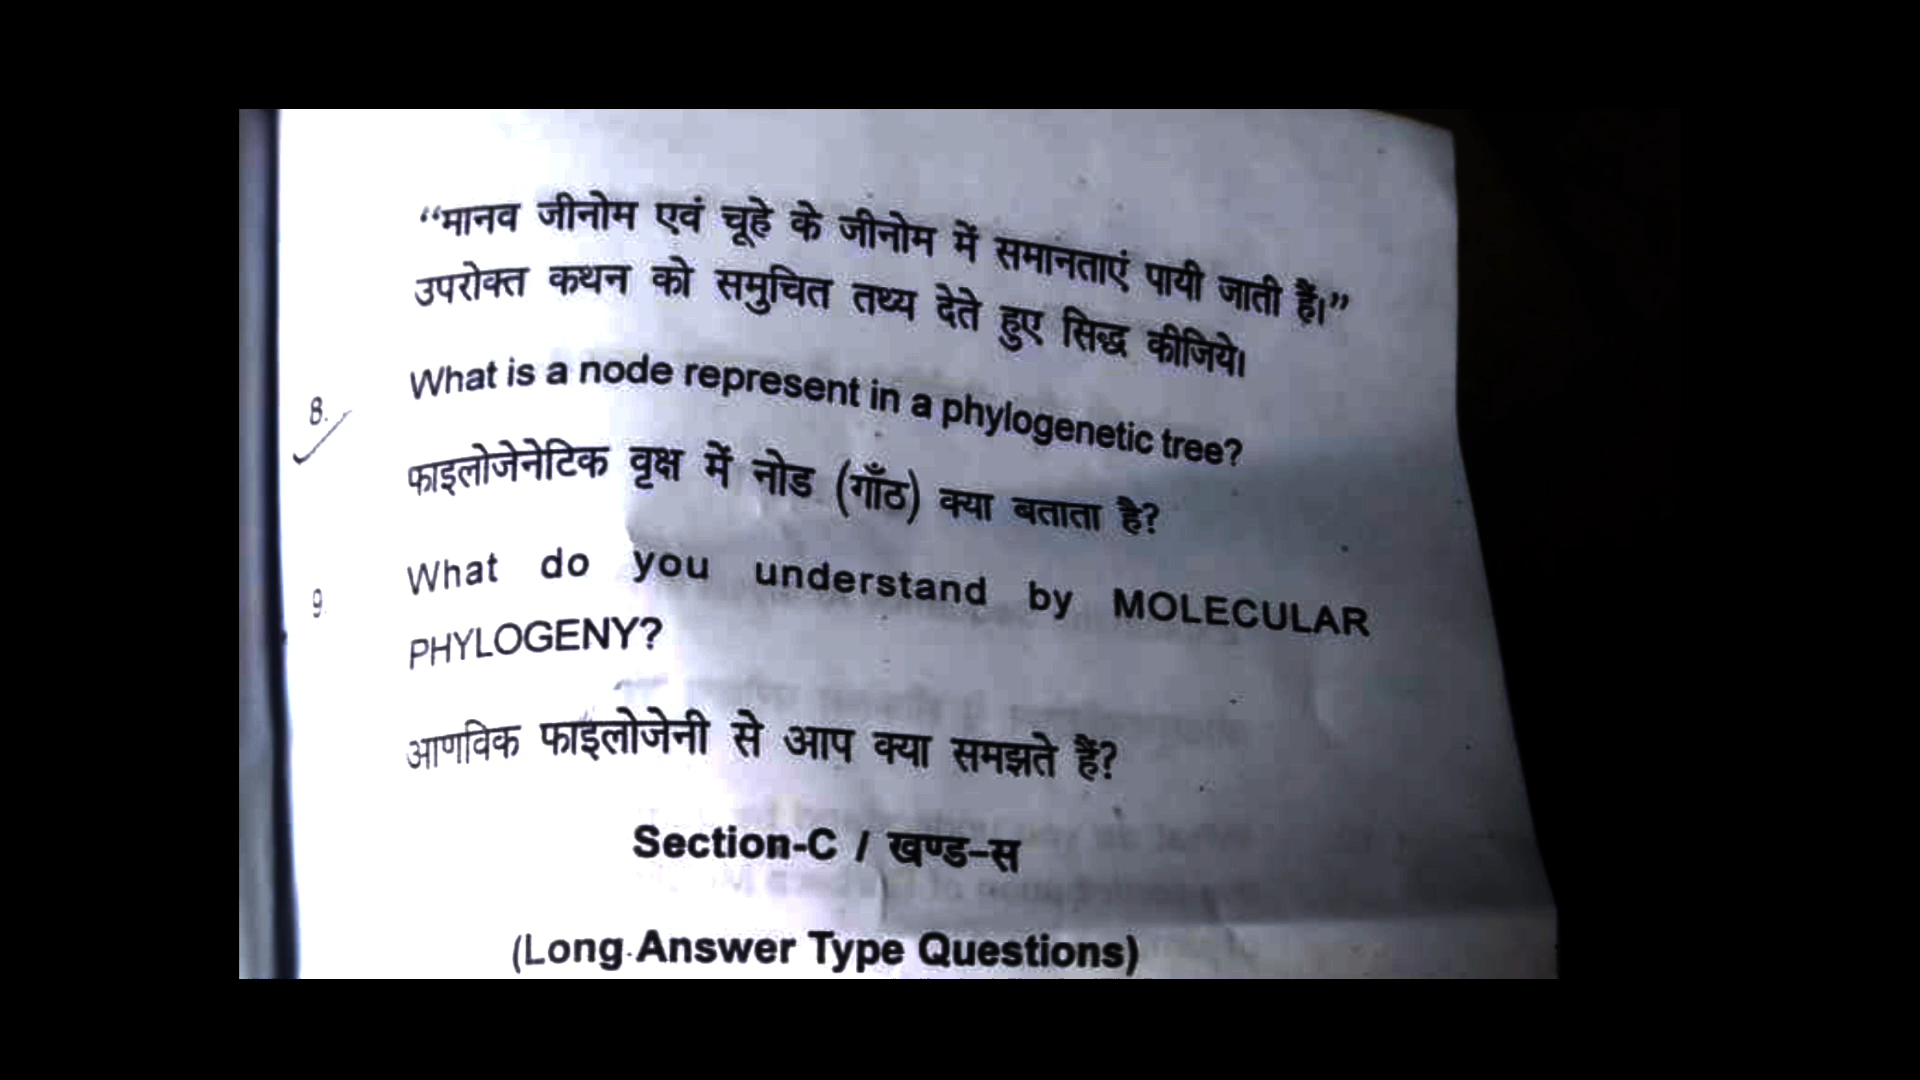 “मानव जीनोम एवं चूहे के जीनोम में समानताएं पायी जाती हैं।”
उपरोक्त कथन को समुचित तथ्य देते हुए सिद्ध कीजिये।
8. What is a node represent in a phylogenetic tree?
फाइलोजेनेटिक वृक्ष में नोड (गाँठ) क्या बताता है?
9. What do you understand by MOLECULAR
PHYLOGENY?
आणविक फाइलोजेनी से आप क्या समझते हैं?
Section-C / खण्ड-स
(Long Answer Type Questions)